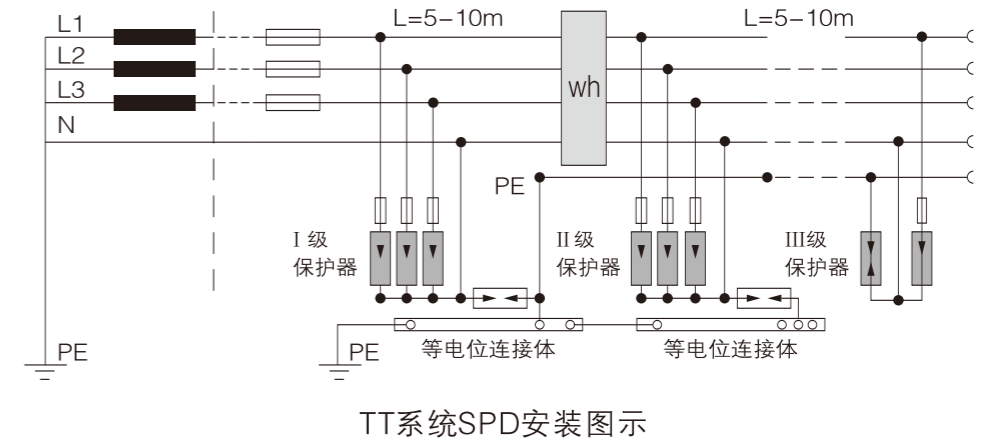 L1
L=5-10m
L=5-10m
L2
L3
wh
N
PE
I 级
保护器
II 级
保护器
III级
保护器
PE
PE
等电位连接体
等电位连接体
TT系统SPD安装图示